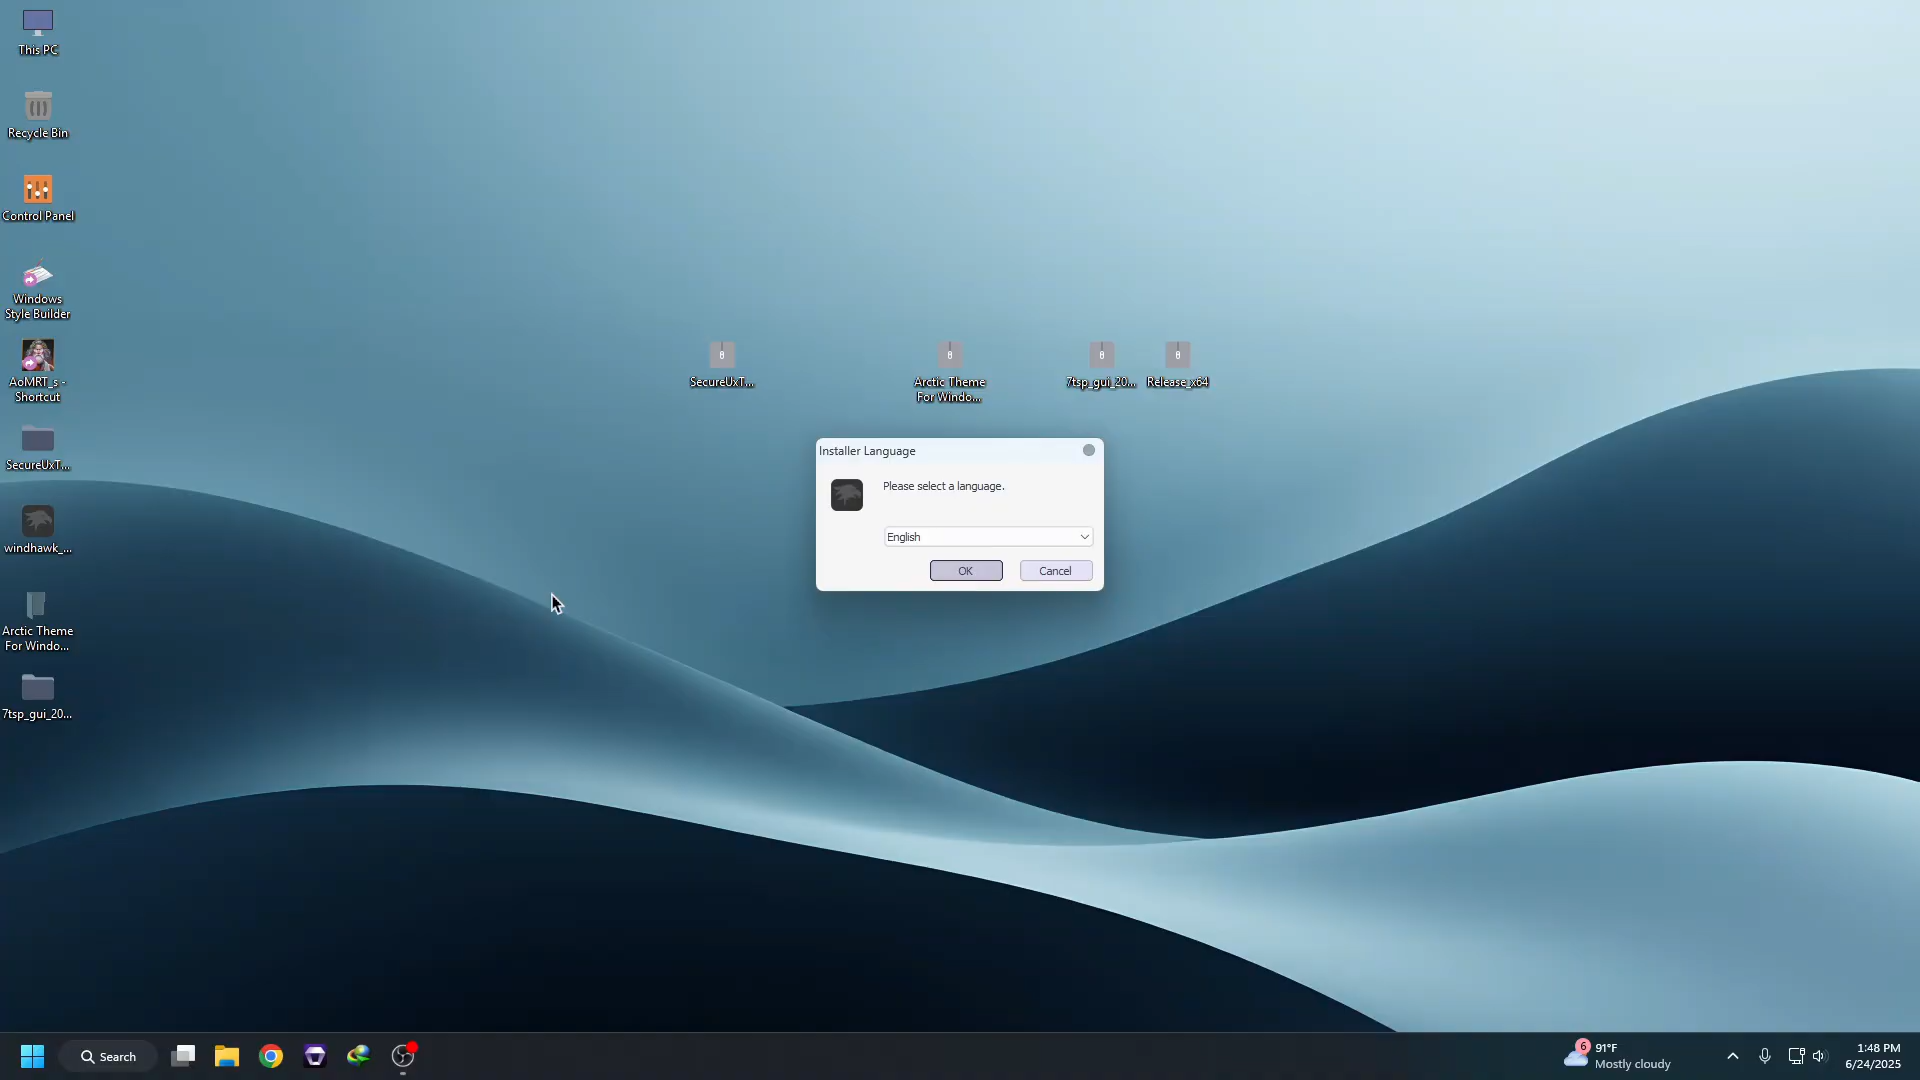 This PC
Recycle Bin
Control Panel
Windows
Style Builder
AoMRT_s -
Shortcut
SecureUxT...
windhawk_...
Arctic Theme
For Windo...
7tsp_gui_20...
SecureUxT...
Arctic Theme
For Windo...
7tsp_gui_20...
Release_x64
Installer Language
Please select a language.
English
OK
Cancel
Search
6
91°F
Mostly cloudy
1:48 PM
6/24/2025